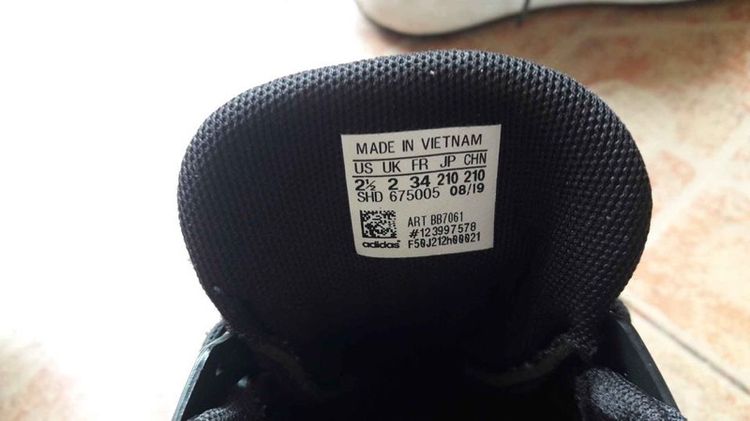 MADE IN VIETNAM
US UK FR JP CHN
2½ 2 34 210 210
SHD 675005 08/19
ART BB7061
#123997578
adidas® F50J212h00021